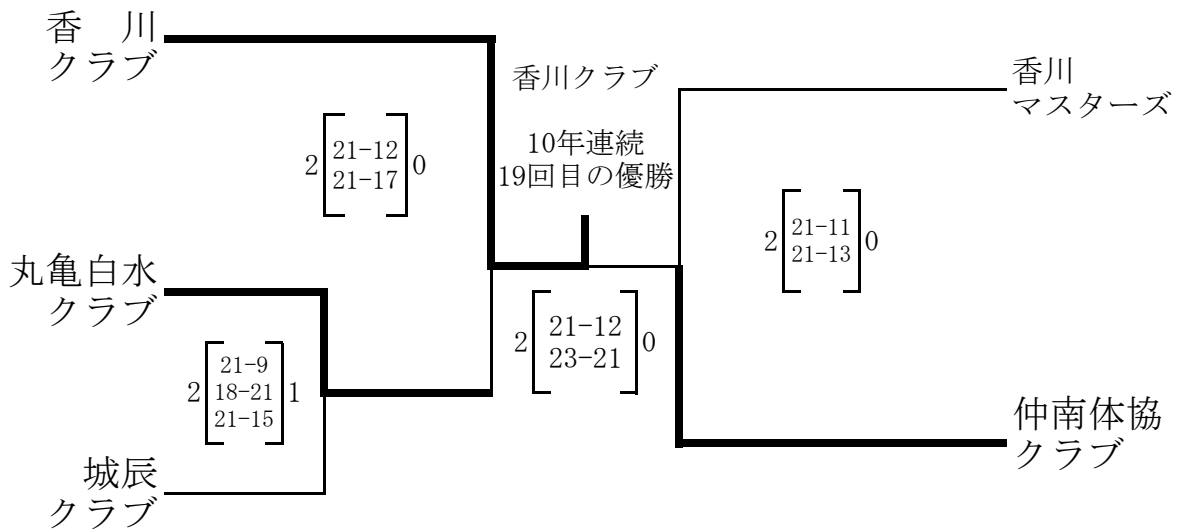 香　川
クラブ
香川クラブ
10年連続
19回目の優勝
香川
マスターズ
2 21-12 0
21-17
2 21-11 0
21-13
丸亀白水
クラブ
2 21-12 0
23-21
21-9
2 18-21 1
21-15
仲南体協
クラブ
城辰
クラブ